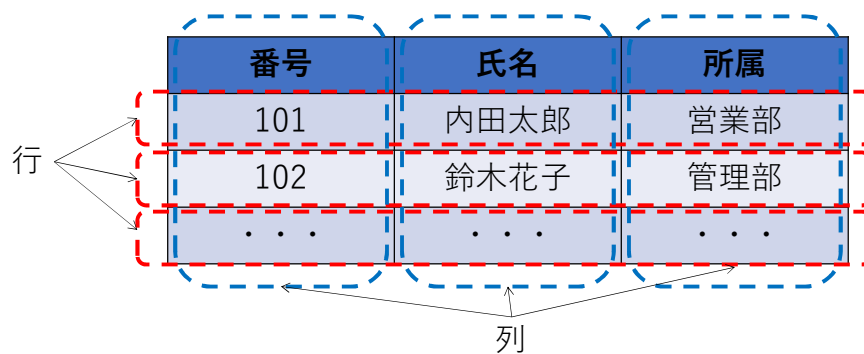 番号 氏名 所属
101 内田太郎 営業部
行
102 鈴木花子 管理部
・・・ ・・・ ・・・
列